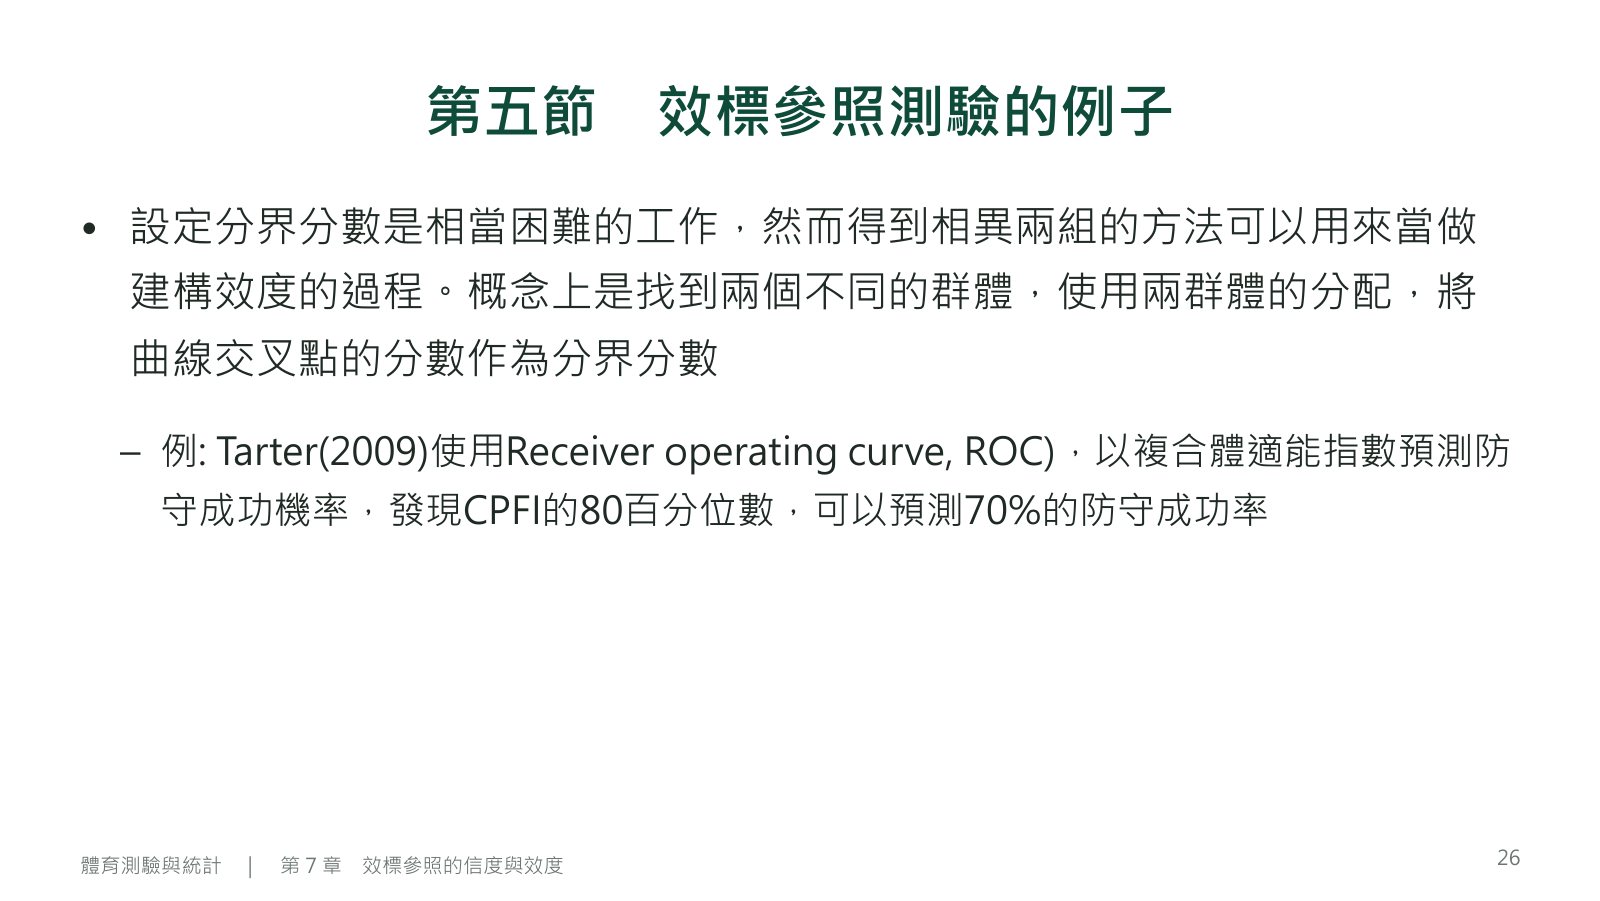 第五節　效標參照測驗的例子
• 設定分界分數是相當困難的工作，然而得到相異兩組的方法可以用來當做
建構效度的過程。概念上是找到兩個不同的群體，使用兩群體的分配，將
曲線交叉點的分數作為分界分數
– 例: Tarter(2009)使用Receiver operating curve, ROC)，以複合體適能指數預測防
守成功機率，發現CPFI的80百分位數，可以預測70%的防守成功率
體育測驗與統計　|　第 7 章　效標參照的信度與效度
26